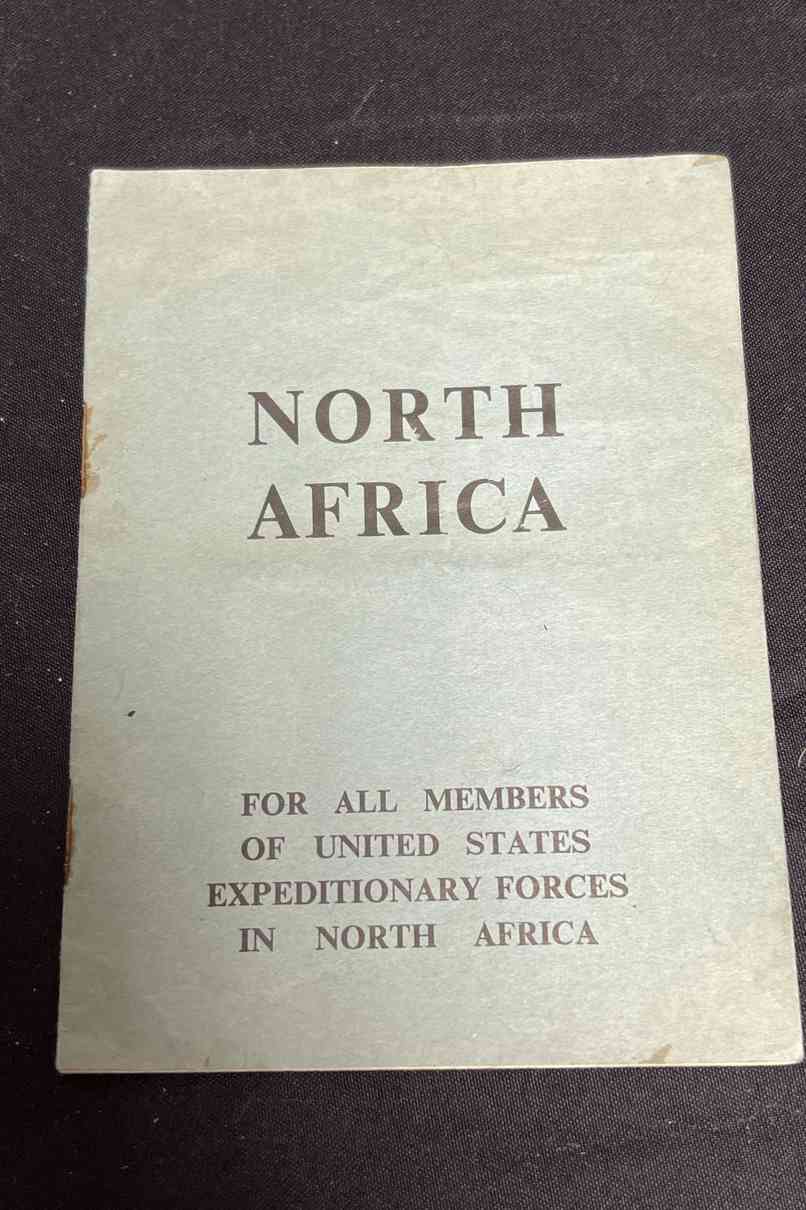 NORTH
AFRICA
FOR ALL MEMBERS
OF UNITED STATES
EXPEDITIONARY FORCES
IN NORTH AFRICA